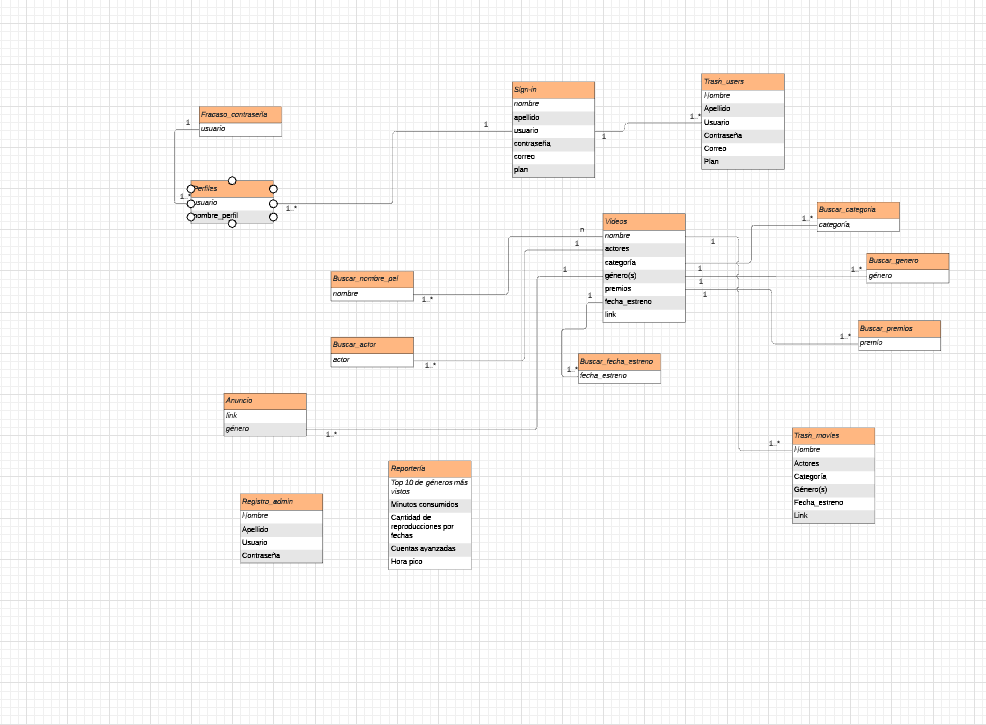 Trash_users
Nombre
Apellido
Usuario
Contraseña
Correo
Plan
Sign-in
nombre
apellido
usuario
contraseña
correo
plan
1
1
1..*
Fracaso_contraseña
usuario
1
Perfiles
usuario
nombre_perfil
1..*
1..*
Videos
nombre
actores
categoría
género(s)
premios
fecha_estreno
link
n
1
1
1
1
1
1
1
Buscar_categoria
categoría
1..*
Buscar_genero
género
1..*
Buscar_premios
premio
1..*
Buscar_nombre_pel
nombre
1..*
Buscar_actor
actor
1..*
Buscar_fecha_estreno
fecha_estreno
1..*
Anuncio
link
género
1..*
Trash_movies
Nombre
Actores
Categoría
Género(s)
Fecha_estreno
Link
1..*
Reportería
Top 10 de géneros más
vistos
Minutos consumidos
Cantidad de
reproducciones por
fechas
Cuentas avanzadas
Hora pico
Registro_admin
Nombre
Apellido
Usuario
Contraseña